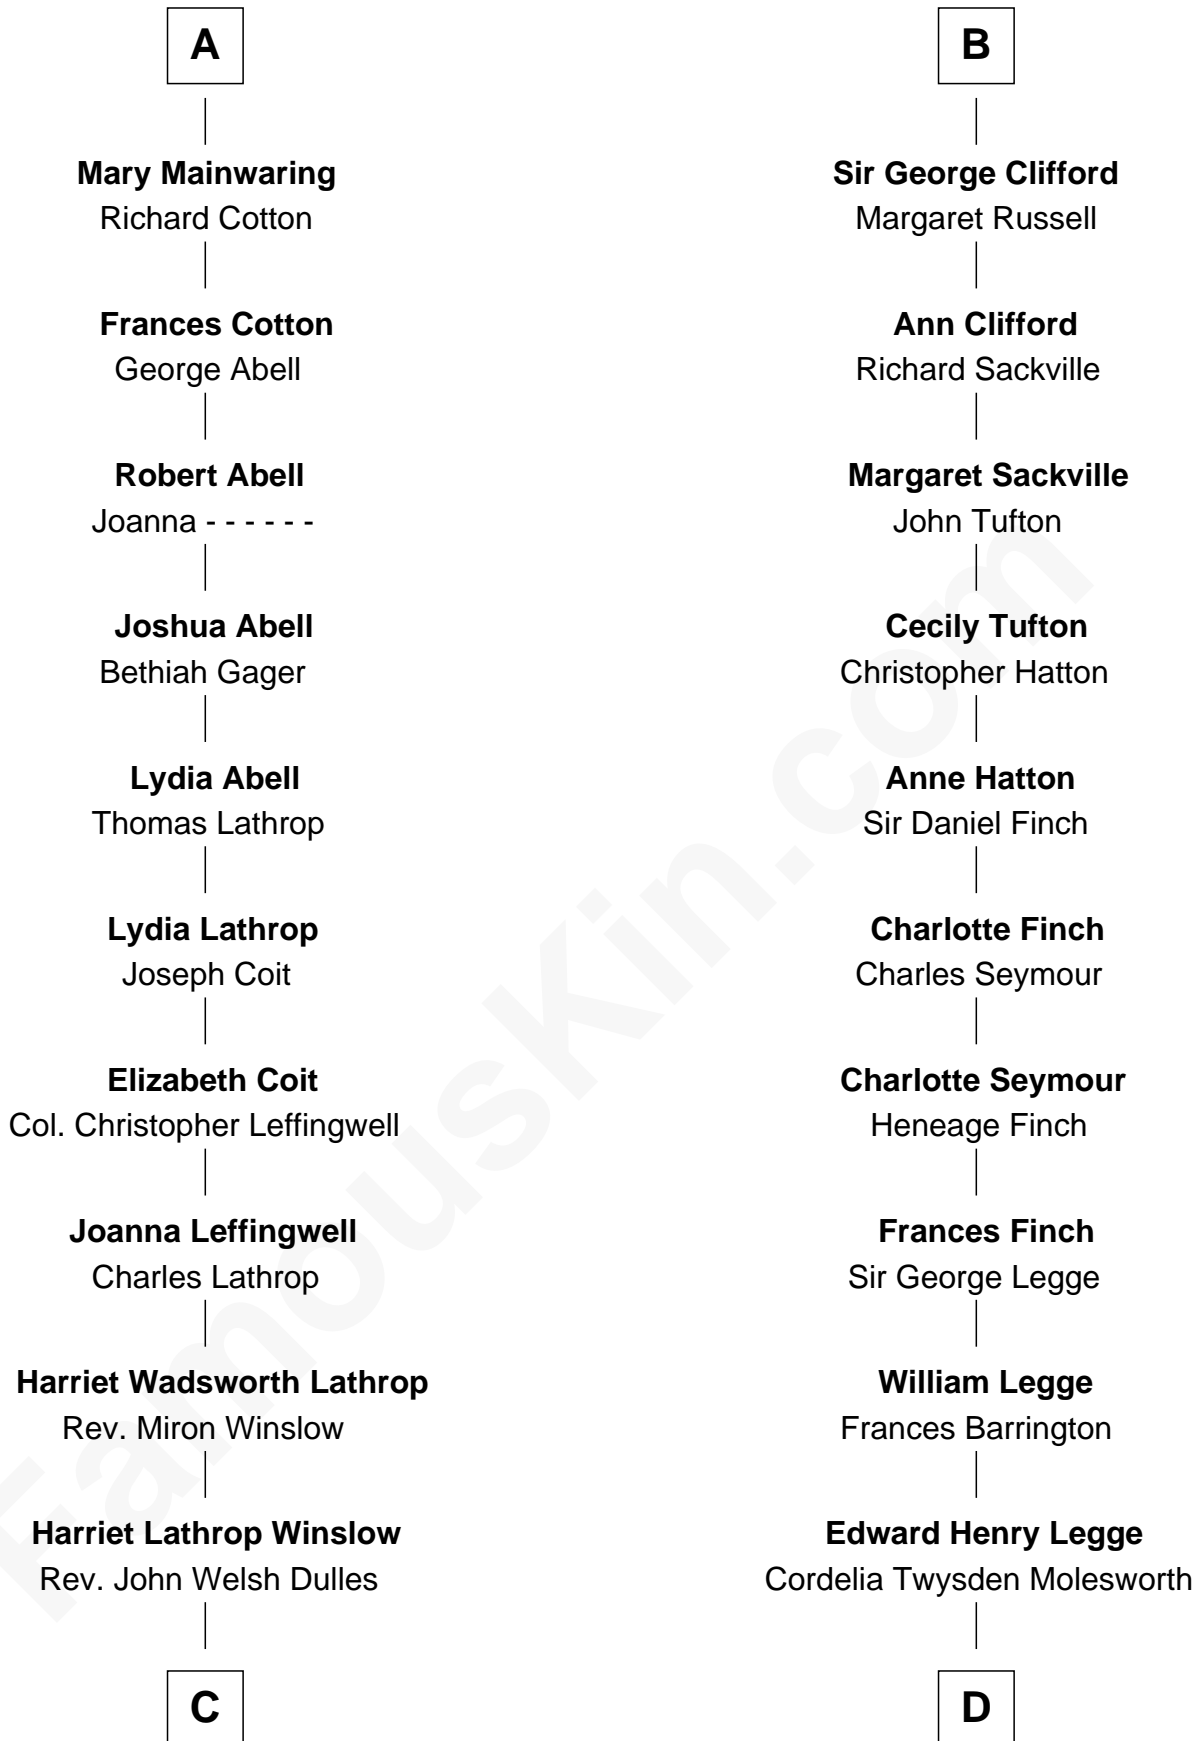 A
Mary Mainwaring
Richard Cotton
Frances Cotton
George Abell
Robert Abell
Joanna - - - - - -
Joshua Abell
Bethiah Gager
Lydia Abell
Thomas Lathrop
Lydia Lathrop
Joseph Coit
Elizabeth Coit
Col. Christopher Leffingwell
Joanna Leffingwell
Charles Lathrop
Harriet Wadsworth Lathrop
Rev. Miron Winslow
Harriet Lathrop Winslow
Rev. John Welsh Dulles
C
B
Sir George Clifford
Margaret Russell
Ann Clifford
Richard Sackville
Margaret Sackville
John Tufton
Cecily Tufton
Christopher Hatton
Anne Hatton
Sir Daniel Finch
Charlotte Finch
Charles Seymour
Charlotte Seymour
Heneage Finch
Frances Finch
Sir George Legge
William Legge
Frances Barrington
Edward Henry Legge
Cordelia Twysden Molesworth
D
FamousKin.com